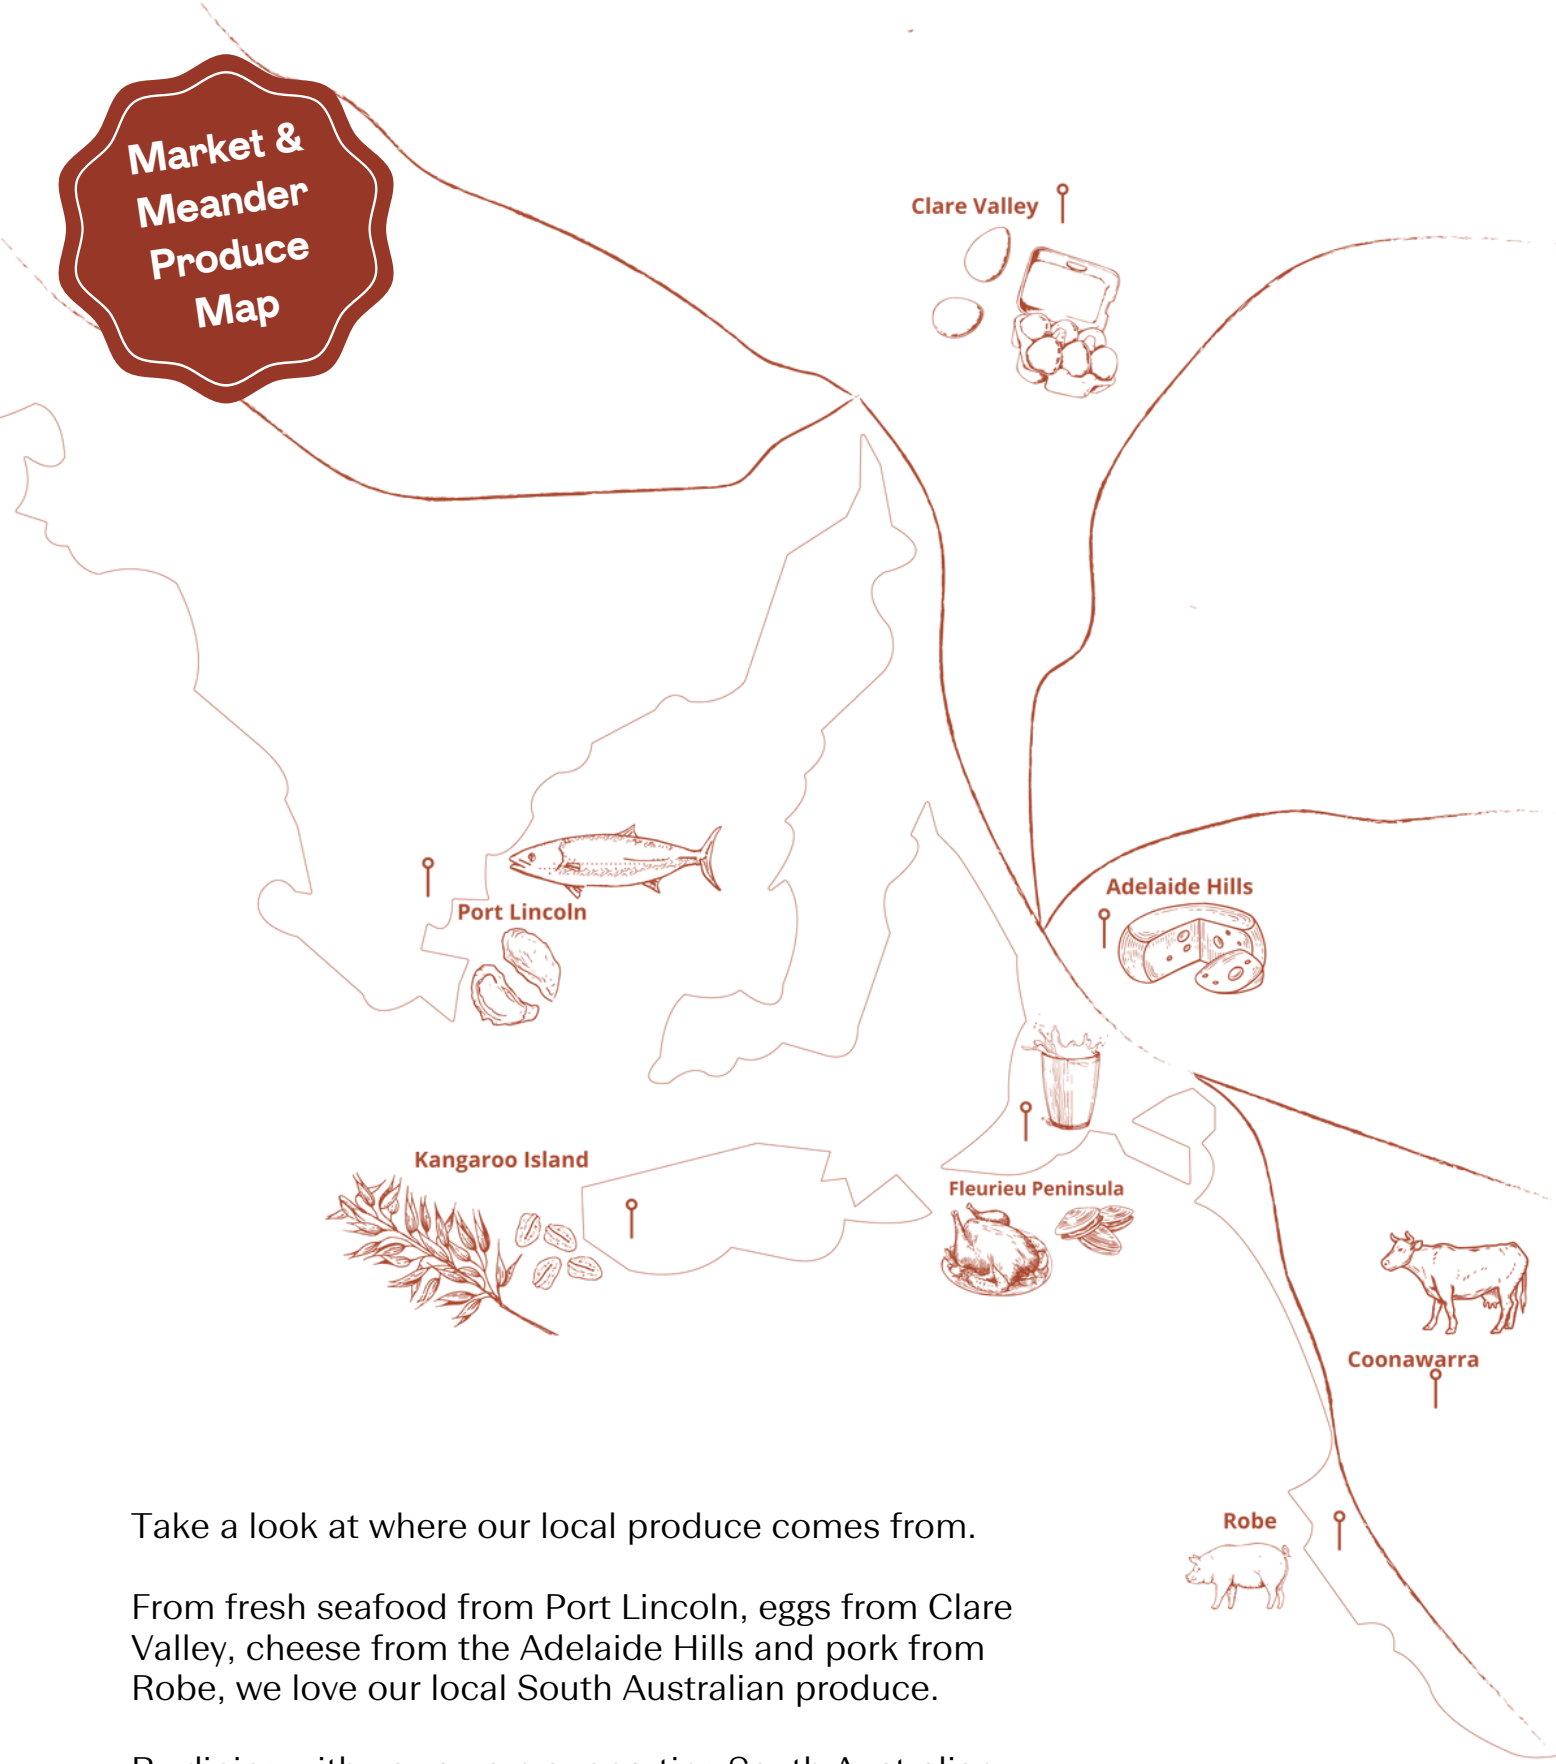 Market &
Meander
Produce
Map
Clare Valley
Adelaide Hills
Port Lincoln
Kangaroo Island
Fleurieu Peninsula
Coonawarra
Robe
Take a look at where our local produce comes from.
From fresh seafood from Port Lincoln, eggs from Clare
Valley, cheese from the Adelaide Hills and pork from
Robe, we love our local South Australian produce.